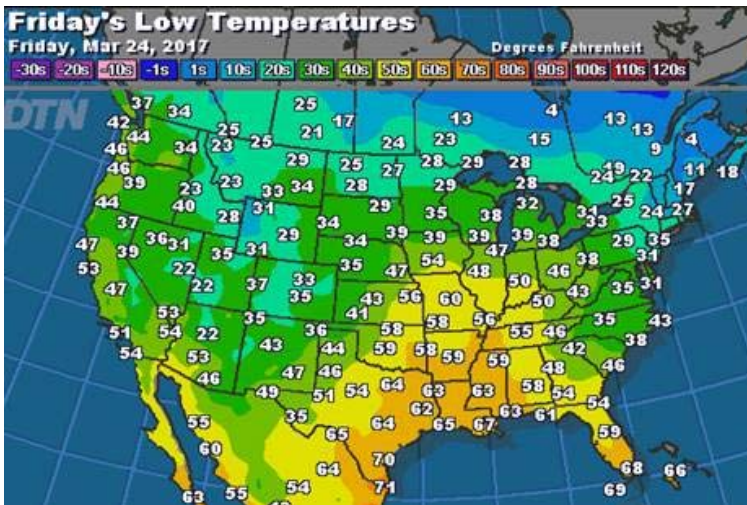 Friday's Low Temperatures
Friday, Mar 24, 2017
Degrees Fahrenheit
-30s -20s -10s -1s 1s 10s 20s 30s 40s 50s 60s 70s 80s 90s 100s 110s 120s
DTN
37 34 25 17 13 4 13
42 44 25 25 21 24 23 15 13 9 4
46 34 23 29 25 27 28 29 28 19 11 18
46 39 23 23 33 34 28 29 28 24 22 17
44 40 28 31 29 35 38 32 31 25 24 27
37 34 33
47 39 36 31 35 31 29 34 39 39 39 39 38 29 35
53 22 35 47 54 48 47 46 38 31
47 22 37 33 35 43 56 60 50 43 35 31
53 41 50
51 54 22 35 36 58 58 56 55 46 35 43
54 53 43 44 59 58 59 59 42 38
46 47 46 48 46
49 51 54 64 63 63 58 54
55 35 62 63 61 54
60 65 64 65 67 59
64 70 68 66
63 55 54 71 69